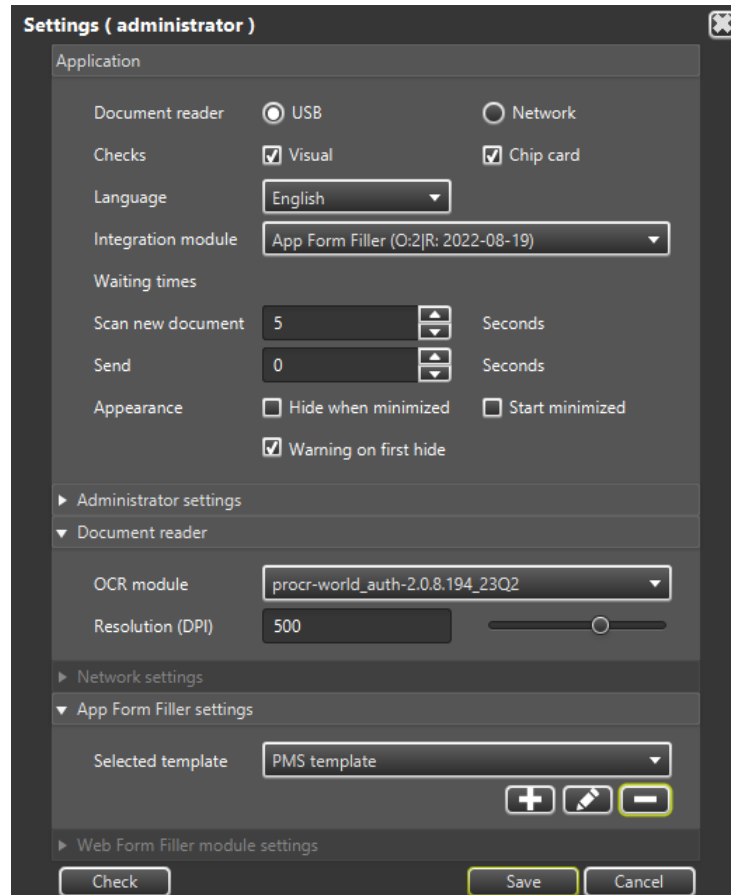 Settings ( administrator )
Application
Document reader USB Network
Checks Visual Chip card
Language English
Integration module App Form Filler (O:2|R: 2022-08-19)
Waiting times
Scan new document 5 Seconds
Send 0 Seconds
Appearance Hide when minimized Start minimized
Warning on first hide
Administrator settings
Document reader
OCR module procr-world_auth-2.0.8.194_23Q2
Resolution (DPI) 500
Network settings
App Form Filler settings
Selected template PMS template
Web Form Filler module settings
Check Save Cancel